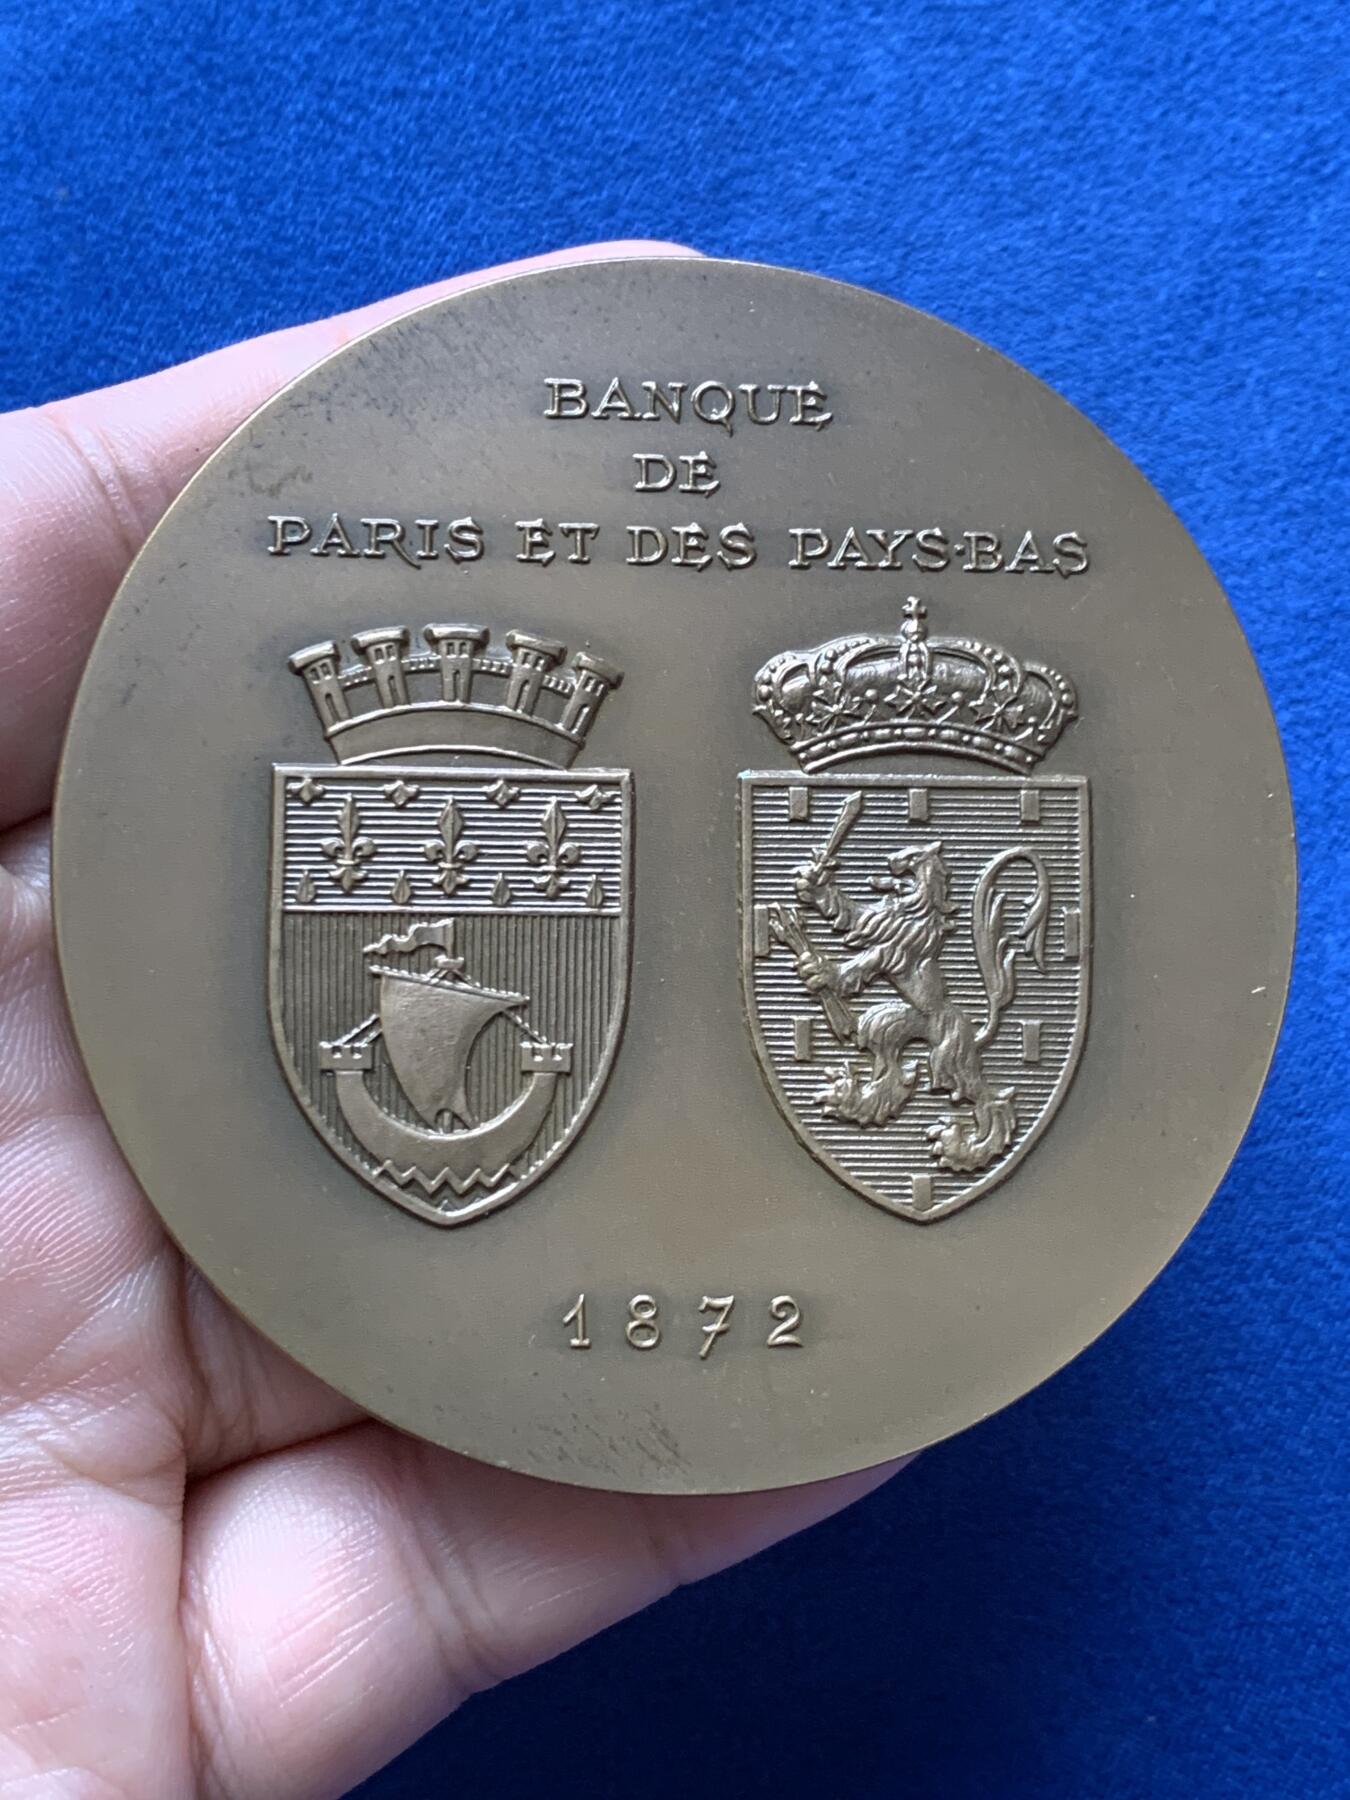 BANQUE
DE
PARIS ET DES PAYS·BAS
1872